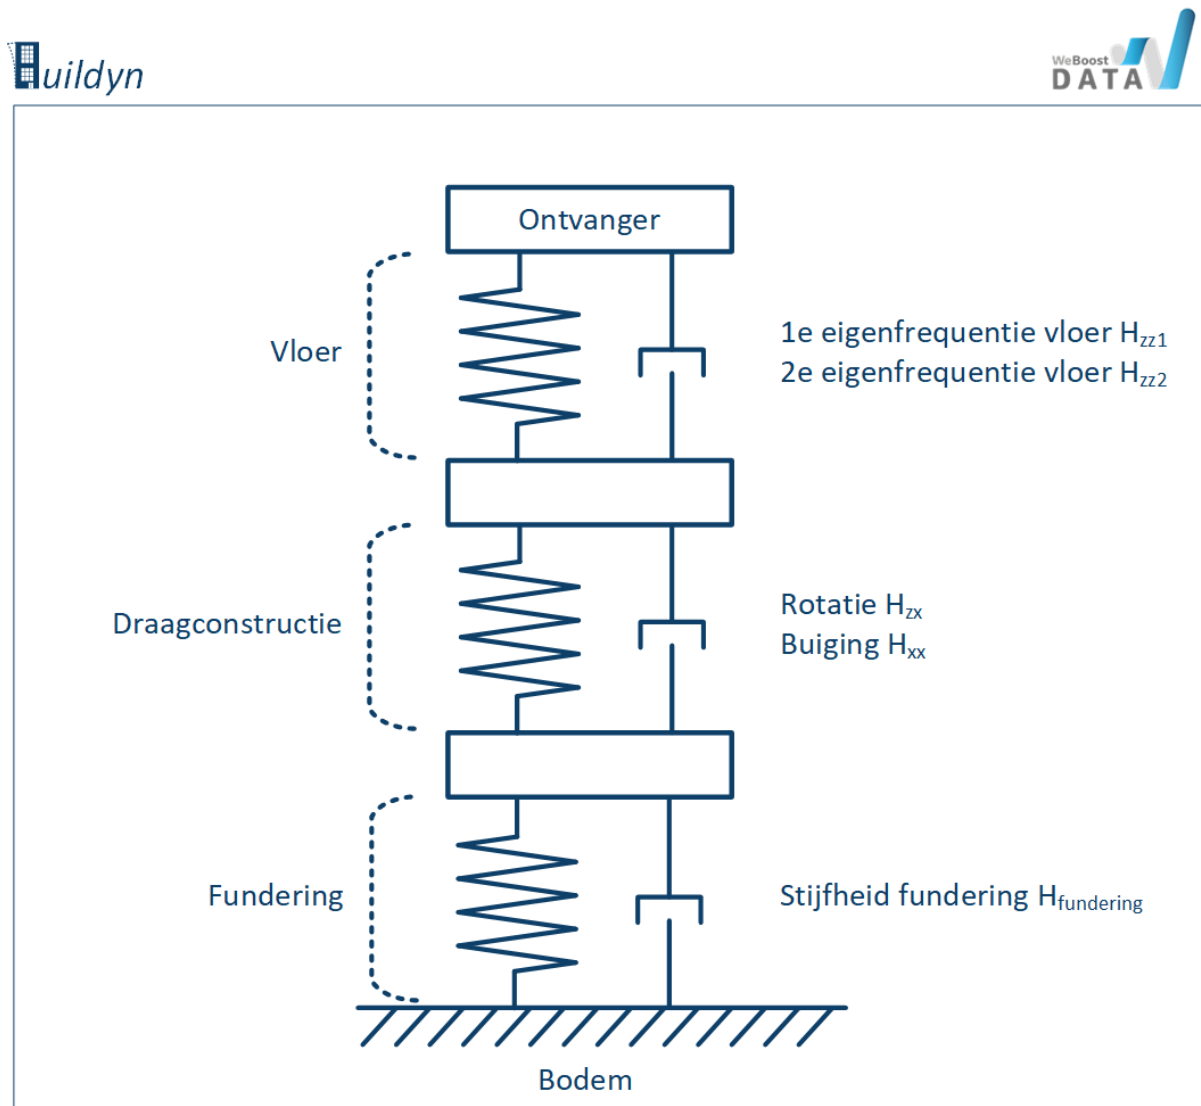 Buildyn
WeBoost
DATA
Ontvanger
Vloer
1e eigenfrequentie vloer Hzz1
2e eigenfrequentie vloer Hzz2
Draagconstructie
Rotatie Hzx
Buiging Hxx
Fundering
Stijfheid fundering Hfundering
Bodem